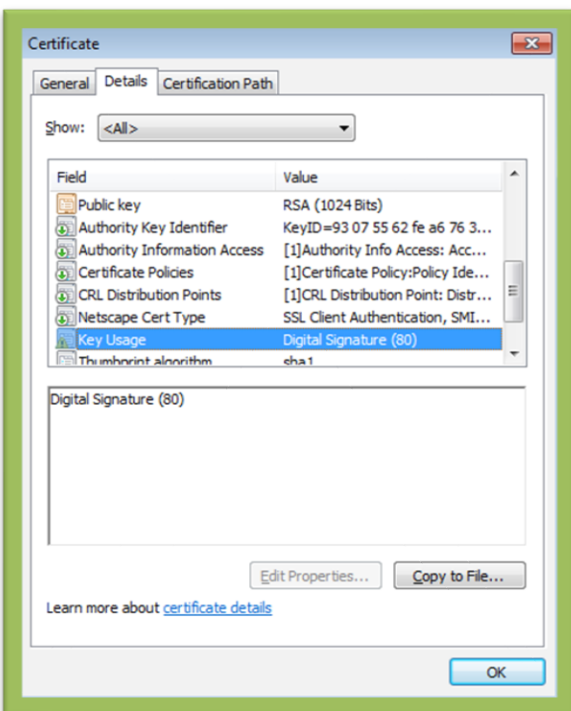 Certificate
General Details Certification Path
Show: <All>
Field Value
Public key RSA (1024 Bits)
Authority Key Identifier KeyID=93 07 55 62 fe a6 76 3...
Authority Information Access [1]Authority Info Access: Acc...
Certificate Policies [1]Certificate Policy:Policy Ide...
CRL Distribution Points [1]CRL Distribution Point: Distr...
Netscape Cert Type SSL Client Authentication, SMI...
Key Usage Digital Signature (80)
Thumbprint algorithm sha1
Digital Signature (80)
Edit Properties... Copy to File...
Learn more about certificate details
OK